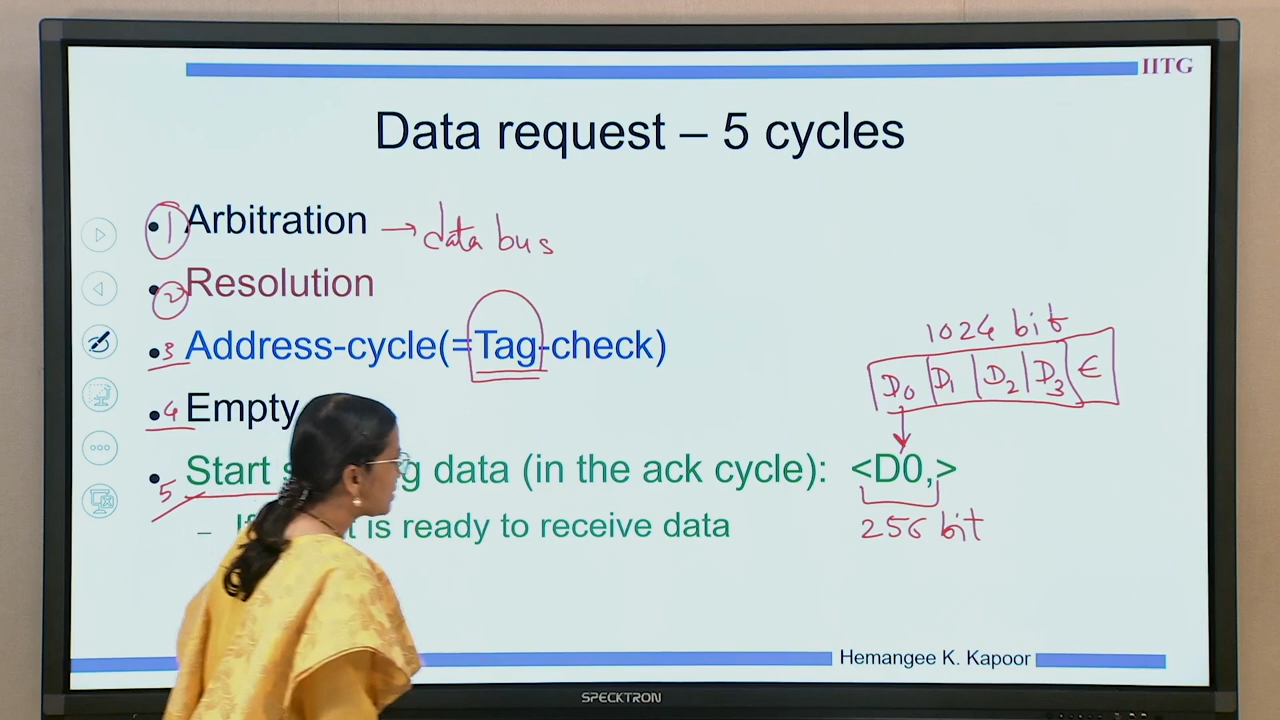 IITG
Data request – 5 cycles
1 Arbitration → data bus
2 Resolution
3 Address-cycle(=Tag-check)
1024 bit
D0 D1 D2 D3 E
4 Empty
5 Start g data (in the ack cycle): <D0,>
– If t is ready to receive data
256 bit
Hemangee K. Kapoor
SPECKTRON